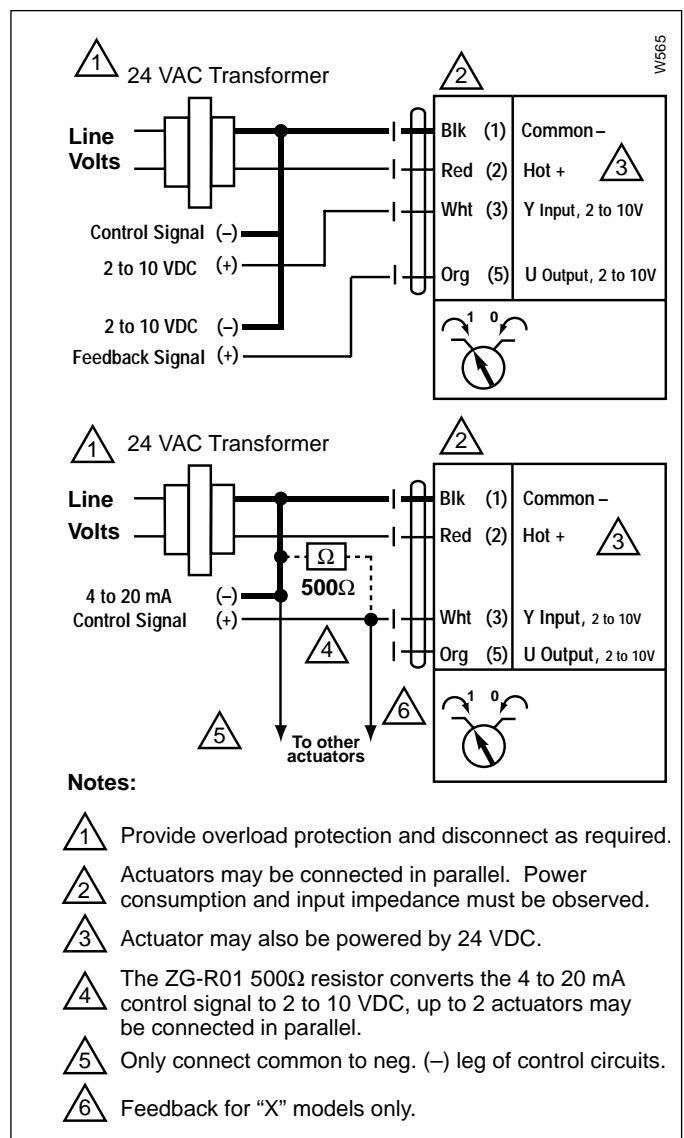 W565
1 24 VAC Transformer 2
Line Volts
Blk (1) Common –
Red (2) Hot + 3
Wht (3) Y Input, 2 to 10V
Control Signal (–)
2 to 10 VDC (+)
Org (5) U Output, 2 to 10V
2 to 10 VDC (–)
Feedback Signal (+)
1 0
1 24 VAC Transformer 2
Line
Volts
Blk (1) Common –
Red (2) Hot + 3
Ω
500Ω
4 to 20 mA (–)
Control Signal (+)
Wht (3) Y Input, 2 to 10V
4
Org (5) U Output, 2 to 10V
1 0
5 To other 6
actuators
Notes:
1 Provide overload protection and disconnect as required.
2 Actuators may be connected in parallel. Power
consumption and input impedance must be observed.
3 Actuator may also be powered by 24 VDC.
4 The ZG-R01 500Ω resistor converts the 4 to 20 mA
control signal to 2 to 10 VDC, up to 2 actuators may
be connected in parallel.
5 Only connect common to neg. (–) leg of control circuits.
6 Feedback for “X” models only.